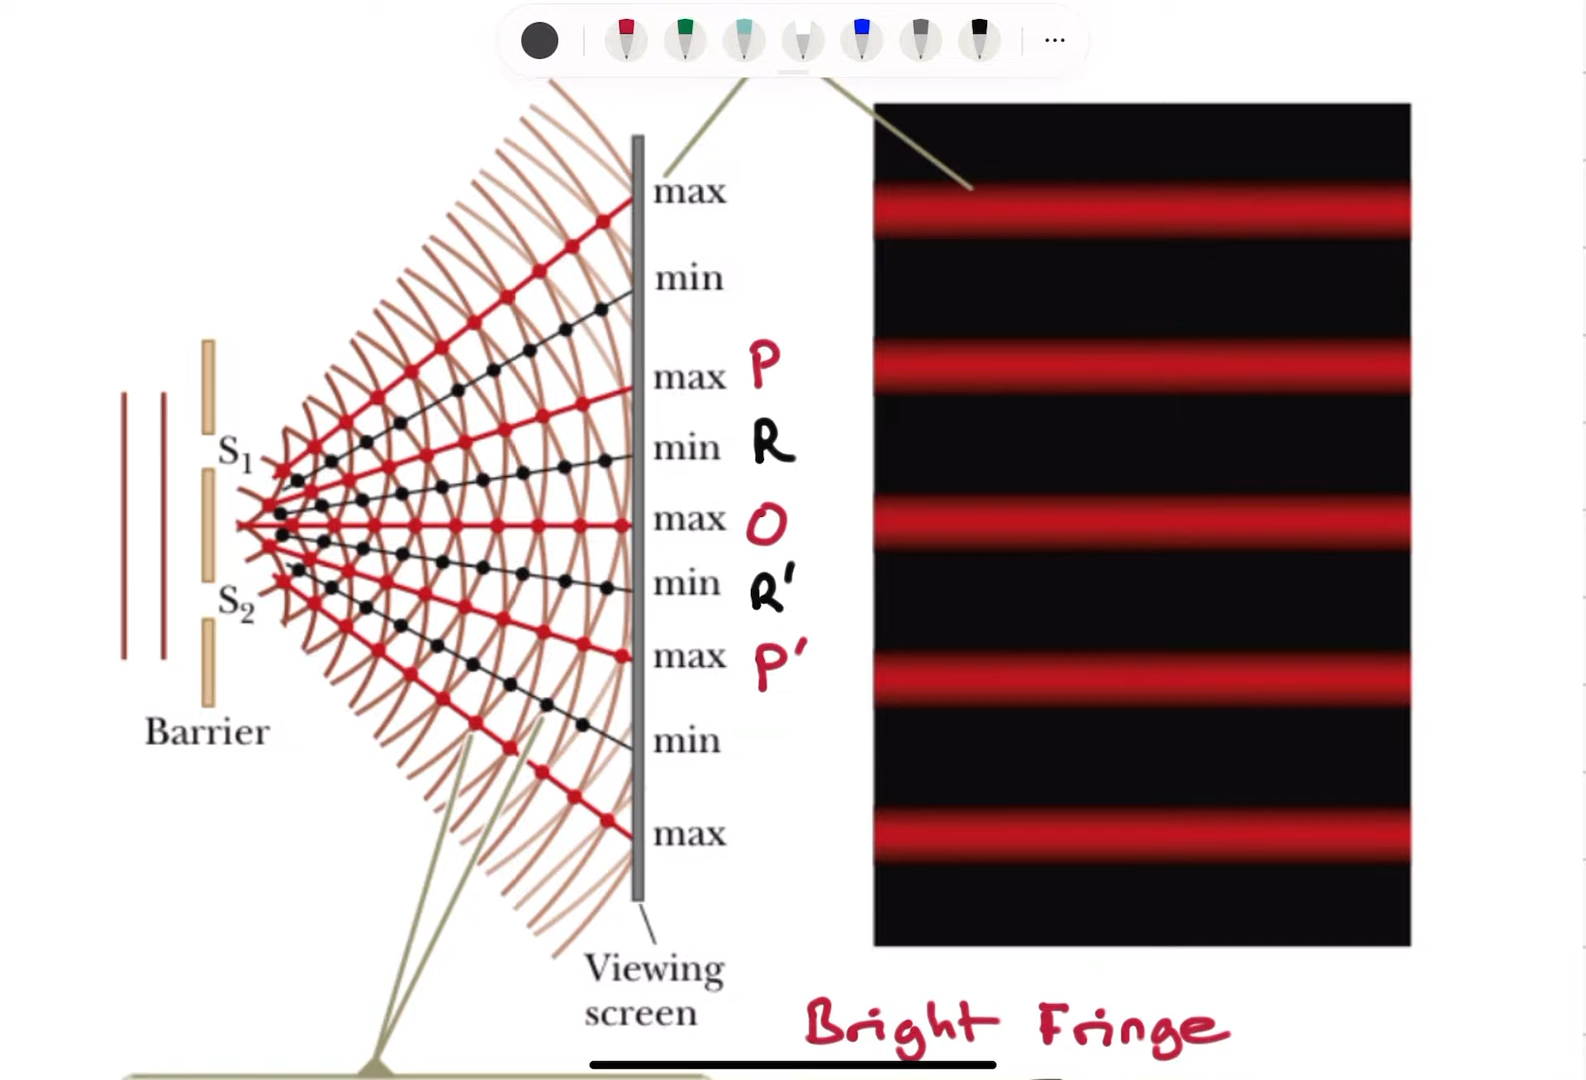 max
min
max P
S1
min R
max O
min R'
S2
max P'
Barrier
min
max
Viewing
screen
Bright Fringe